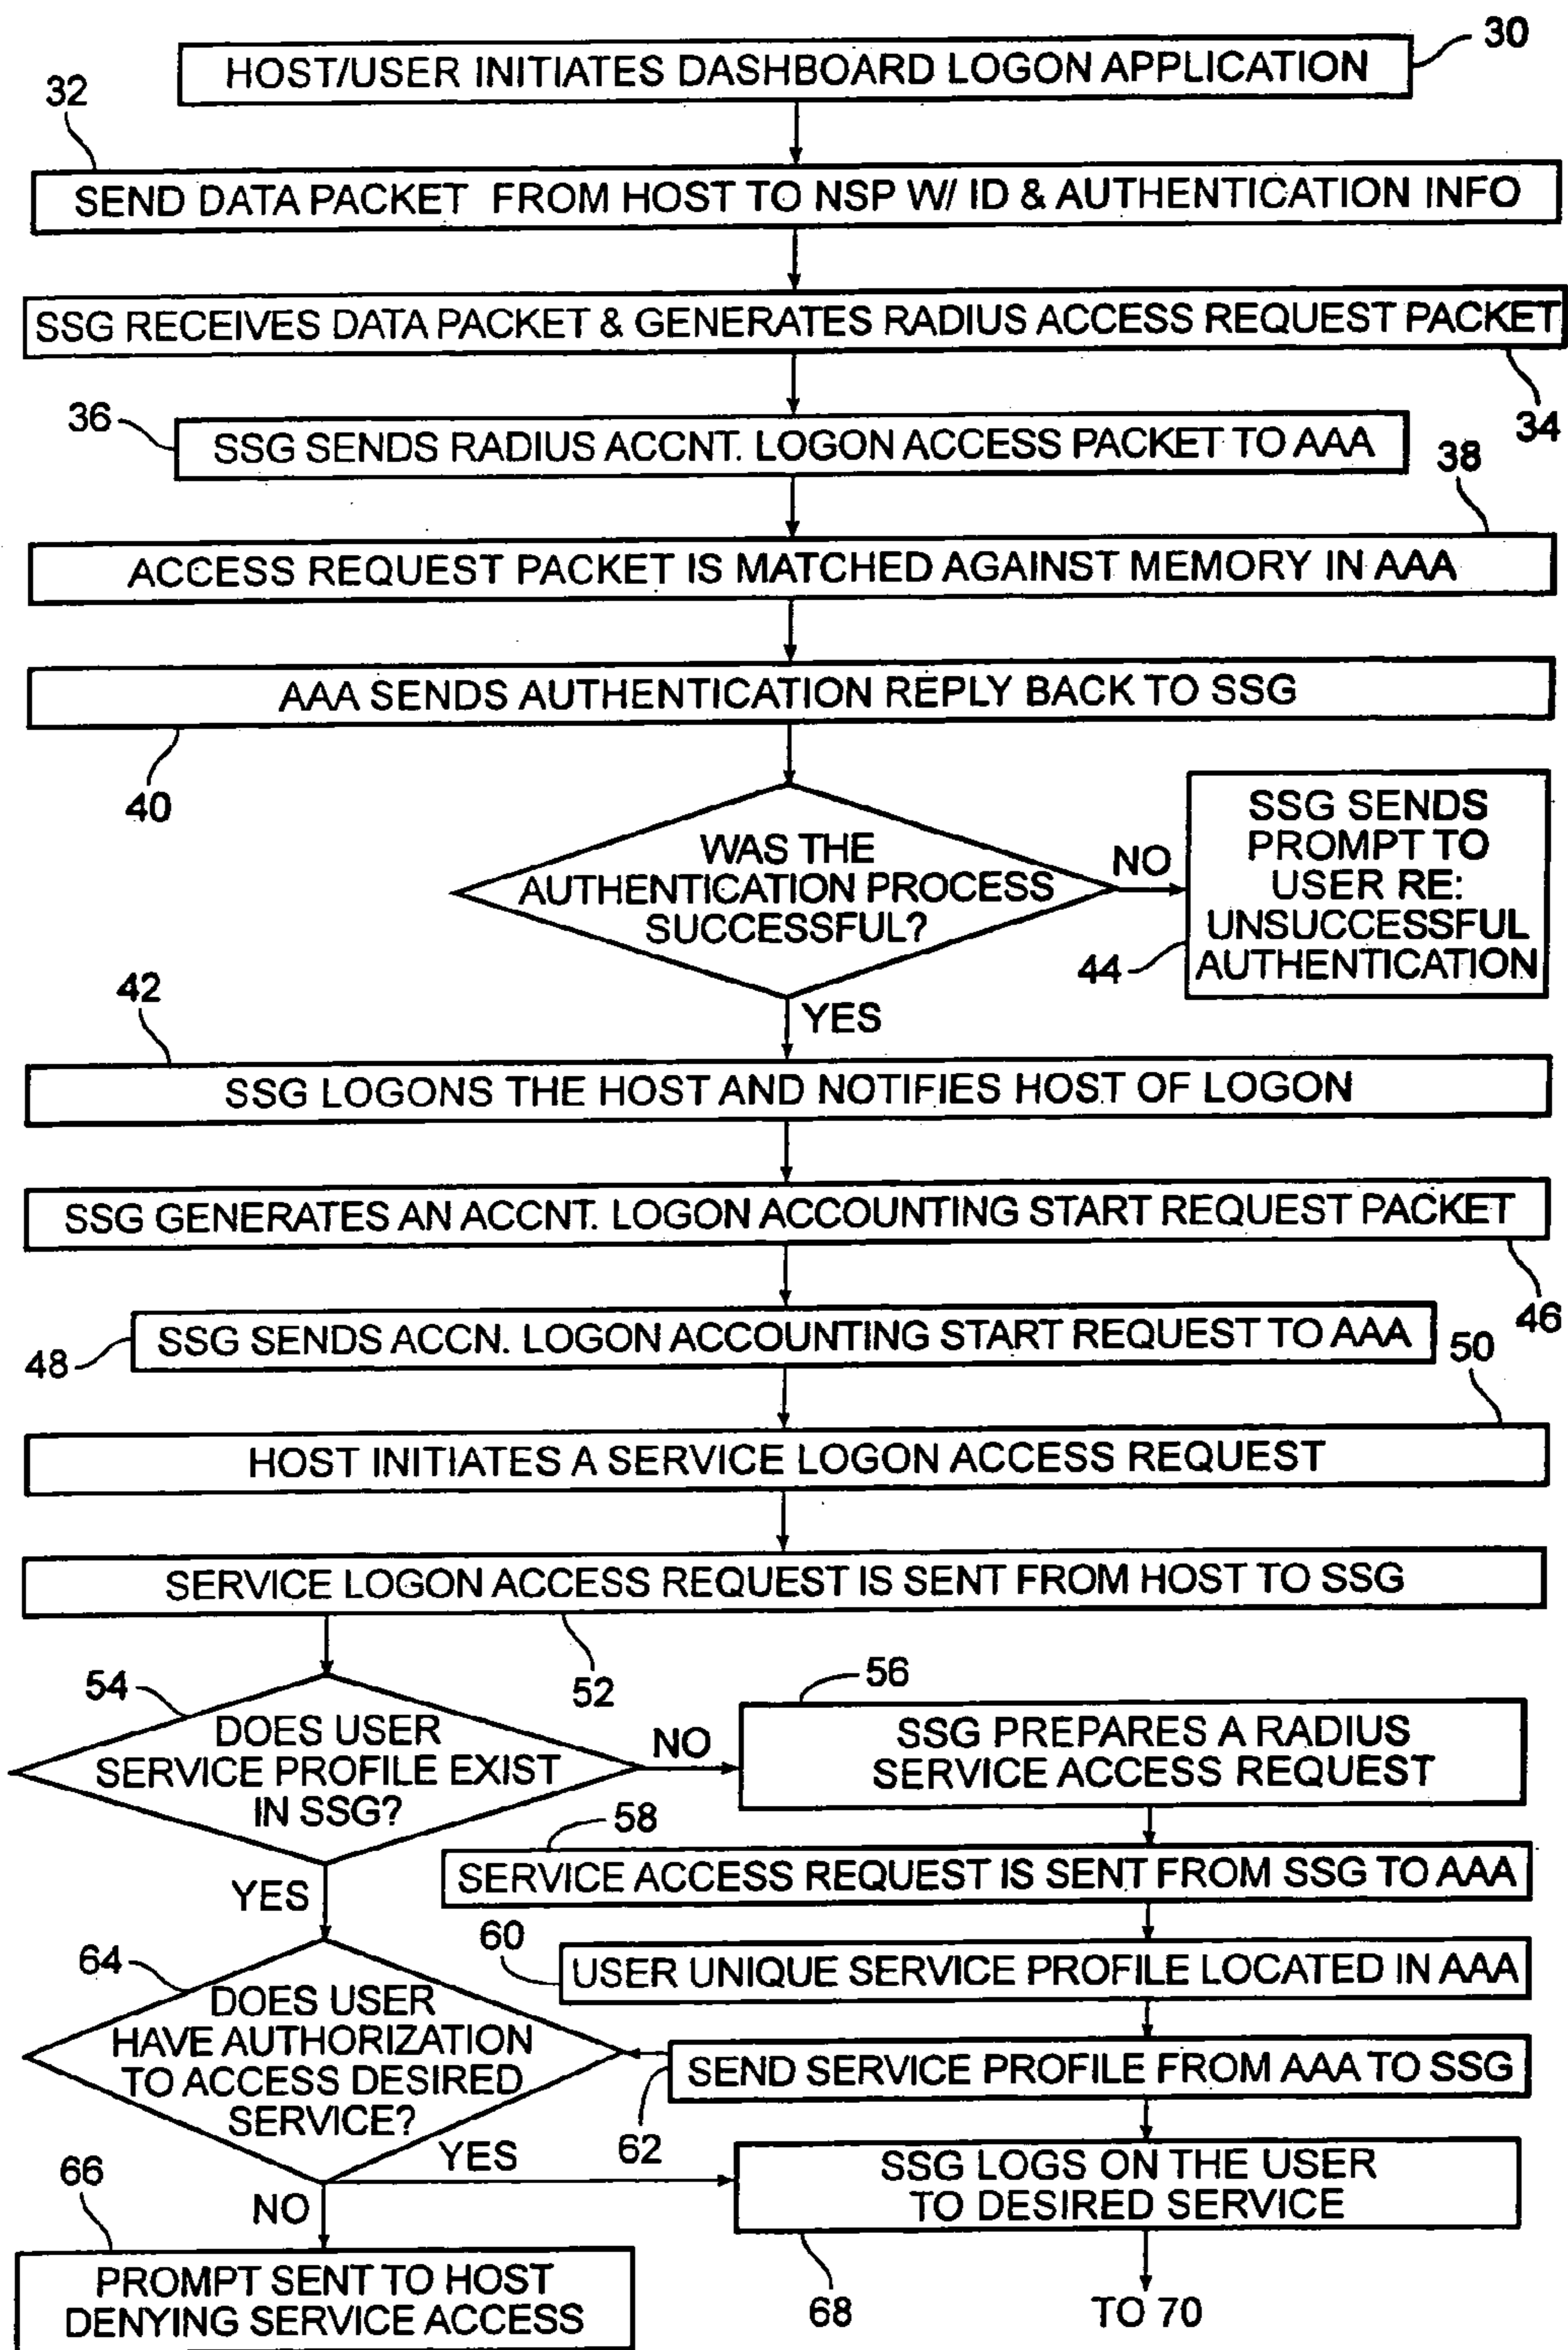 30
HOST/USER INITIATES DASHBOARD LOGON APPLICATION
32
SEND DATA PACKET FROM HOST TO NSP W/ ID & AUTHENTICATION INFO
SSG RECEIVES DATA PACKET & GENERATES RADIUS ACCESS REQUEST PACKET
34
36
SSG SENDS RADIUS ACCNT. LOGON ACCESS PACKET TO AAA
38
ACCESS REQUEST PACKET IS MATCHED AGAINST MEMORY IN AAA
AAA SENDS AUTHENTICATION REPLY BACK TO SSG
40
WAS THE
AUTHENTICATION PROCESS
SUCCESSFUL?
NO
SSG SENDS
PROMPT TO
USER RE:
UNSUCCESSFUL
AUTHENTICATION
44
YES
42
SSG LOGONS THE HOST AND NOTIFIES HOST OF LOGON
SSG GENERATES AN ACCNT. LOGON ACCOUNTING START REQUEST PACKET
46
SSG SENDS ACCN. LOGON ACCOUNTING START REQUEST TO AAA
48
50
HOST INITIATES A SERVICE LOGON ACCESS REQUEST
SERVICE LOGON ACCESS REQUEST IS SENT FROM HOST TO SSG
52
54
DOES USER
SERVICE PROFILE EXIST
IN SSG?
NO
56
SSG PREPARES A RADIUS
SERVICE ACCESS REQUEST
YES
58
SERVICE ACCESS REQUEST IS SENT FROM SSG TO AAA
60
USER UNIQUE SERVICE PROFILE LOCATED IN AAA
64
DOES USER
HAVE AUTHORIZATION
TO ACCESS DESIRED
SERVICE?
SEND SERVICE PROFILE FROM AAA TO SSG
62
YES
SSG LOGS ON THE USER
TO DESIRED SERVICE
NO
66
PROMPT SENT TO HOST
DENYING SERVICE ACCESS
68
TO 70